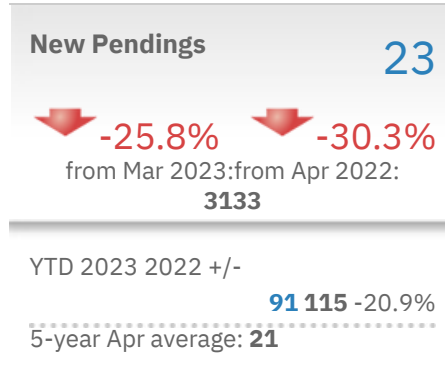 New Pendings
23
-25.8% -30.3%
from Mar 2023:from Apr 2022:
3133
YTD 2023 2022 +/-
91 115 -20.9%
5-year Apr average: 21